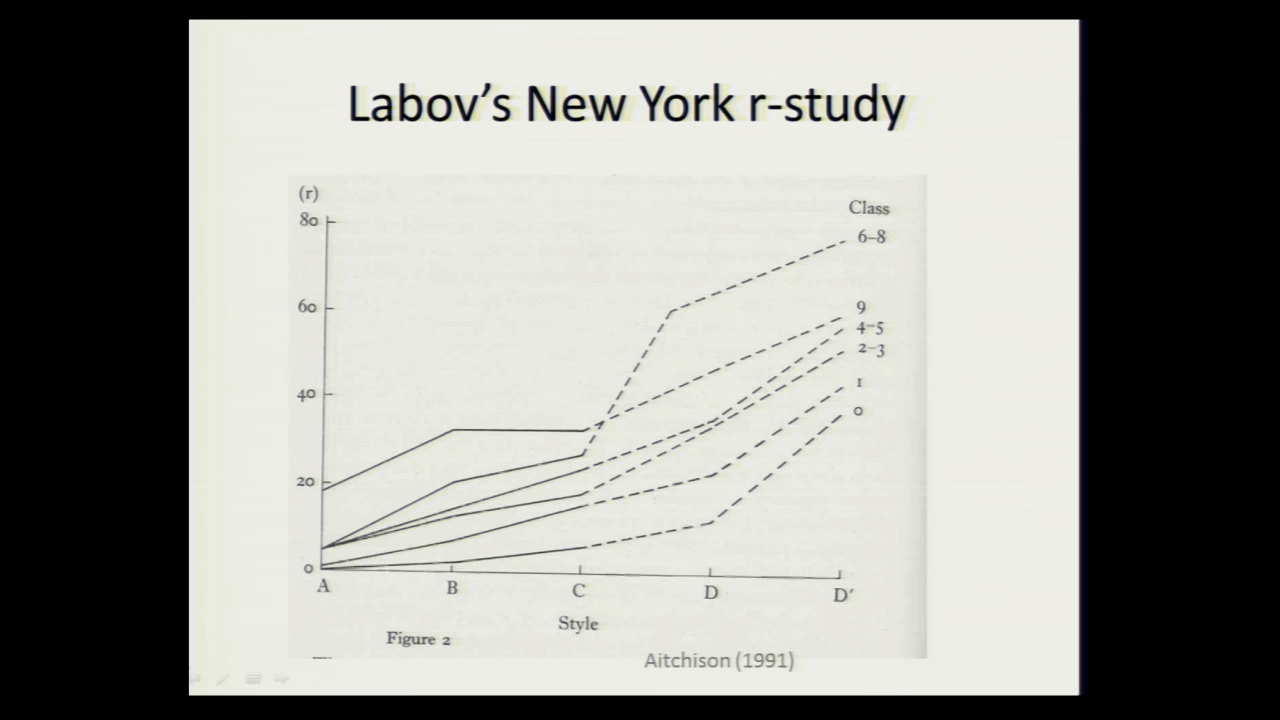 Labov's New York r-study
(r)
80
60
40
20
0
Class
6–8
9
4–5
2–3
1
0
A B C D D′
Style
Figure 2
Aitchison (1991)